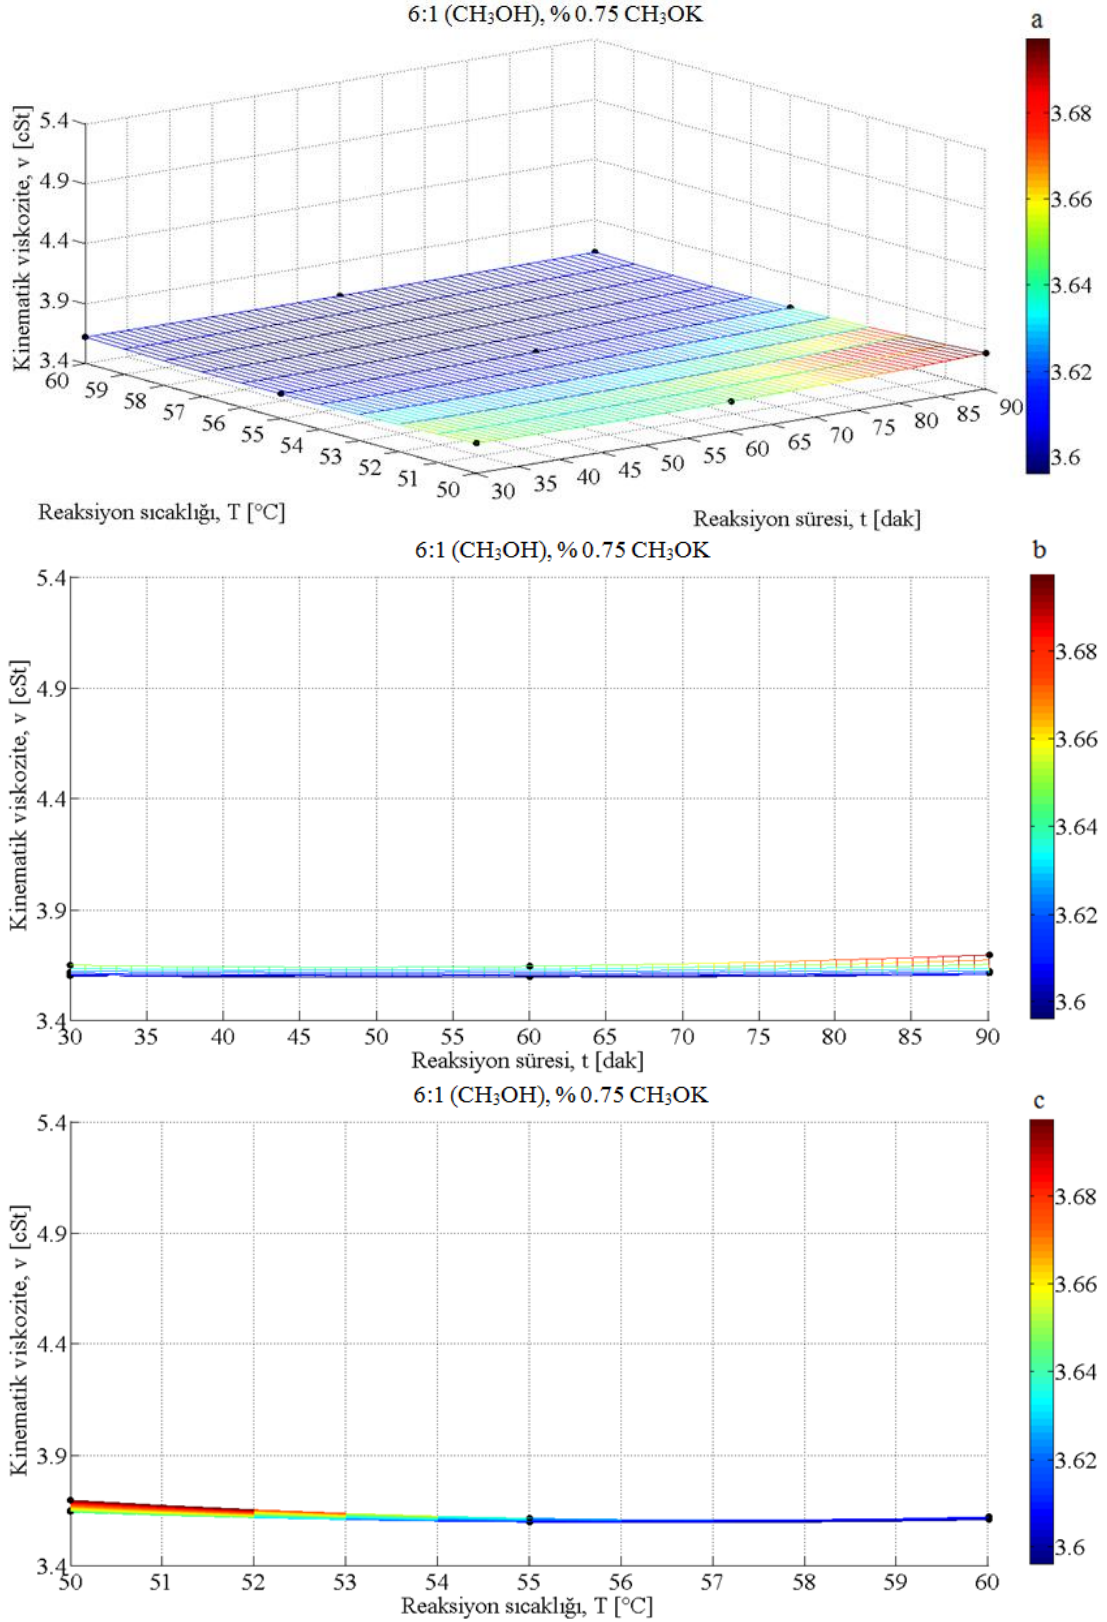 6:1 (CH₃OH), % 0.75 CH₃OK
a
Kinematik viskozite, v [cSt]
5.4
4.9
4.4
3.9
3.4
60 59 58 57 56 55 54 53 52 51 50
30 35 40 45 50 55 60 65 70 75 80 85 90
Reaksiyon sıcaklığı, T [°C]
Reaksiyon süresi, t [dak]
3.68
3.66
3.64
3.62
3.6
6:1 (CH₃OH), % 0.75 CH₃OK
b
Kinematik viskozite, v [cSt]
5.4
4.9
4.4
3.9
3.4
30 35 40 45 50 55 60 65 70 75 80 85 90
Reaksiyon süresi, t [dak]
3.68
3.66
3.64
3.62
3.6
6:1 (CH₃OH), % 0.75 CH₃OK
c
Kinematik viskozite, v [cSt]
5.4
4.9
4.4
3.9
3.4
50 51 52 53 54 55 56 57 58 59 60
Reaksiyon sıcaklığı, T [°C]
3.68
3.66
3.64
3.62
3.6